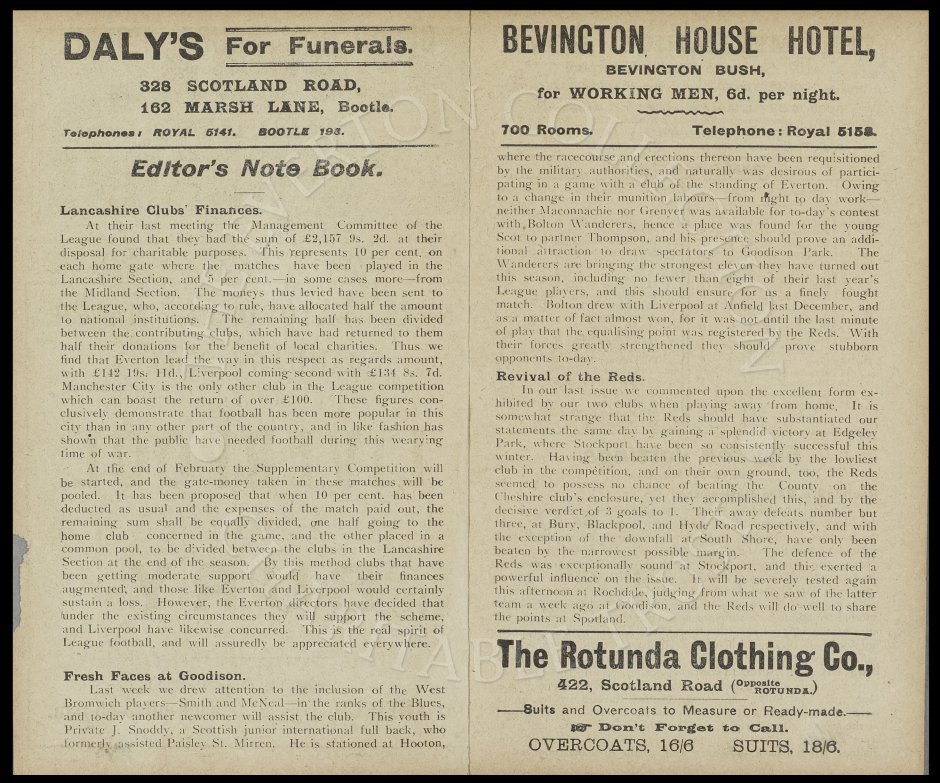 DALY'S For Funerals.
328 SCOTLAND ROAD,
162 MARSH LANE, Bootle.
Telephones: ROYAL 5141. BOOTLE 193.
Editor's Note Book.
Lancashire Clubs' Finances.
At their last meeting the Management Committee of the
League found that they had the sum of £2,157 9s. 2d. at their
disposal for charitable purposes. This represents 10 per cent. on
each home gate where the matches have been played in the
Lancashire Section, and 5 per cent.—in some cases more—from
the Midland Section. The moneys thus levied have been sent to
the League, who, according to rule, have allocated half the amount
to national institutions. The remaining half has been divided
between the contributing clubs, which have had returned to them
half their donations for the benefit of local charities. Thus we
find that Everton lead the way in this respect as regards amount,
with £142 19s. 11d., Liverpool coming second with £134 8s. 7d.
Manchester City is the only other club in the League competition
which can boast the return of over £100. These figures con-
clusively demonstrate that football has been more popular in this
city than in any other part of the country, and in like fashion has
shown that the public have needed football during this wearying
time of war.
At the end of February the Supplementary Competition will
be started, and the gate-money taken in these matches will be
pooled. It has been proposed that when 10 per cent. has been
deducted as usual and the expenses of the match paid out, the
remaining sum shall be equally divided, one half going to the
home club concerned in the game, and the other placed in a
common pool, to be divided between the clubs in the Lancashire
Section at the end of the season. By this method clubs that have
been getting moderate support would have their finances
augmented, and those like Everton and Liverpool would certainly
sustain a loss. However, the Everton directors have decided that
under the existing circumstances they will support the scheme,
and Liverpool have likewise concurred. This is the real spirit of
League football, and will assuredly be appreciated everywhere.
Fresh Faces at Goodison.
Last week we drew attention to the inclusion of the West
Bromwich players—Smith and McNeal—in the ranks of the Blues,
and to-day another newcomer will assist the club. This youth is
Private J. Snoddy, a Scottish junior international full back, who
formerly assisted Paisley St. Mirren. He is stationed at Hooton,
BEVINGTON HOUSE HOTEL,
BEVINGTON BUSH,
for WORKING MEN, 6d. per night.
700 Rooms. Telephone: Royal 5158.
where the racecourse and erections thereon have been requisitioned
by the military authorities, and naturally was desirous of partici-
pating in a game with a club of the standing of Everton. Owing
to a change in their munition labours—from night to day work—
neither Maconnachie nor Grenyer was available for to-day's contest
with Bolton Wanderers, hence a place was found for the young
Scot to partner Thompson, and his presence should prove an addi-
tional attraction to draw spectators to Goodison Park. The
Wanderers are bringing the strongest eleven they have turned out
this season, including no fewer than eight of their last year's
League players, and this should ensure for us a finely fought
match. Bolton drew with Liverpool at Anfield last December, and
as a matter of fact almost won, for it was not until the last minute
of play that the equalising point was registered by the Reds. With
their forces greatly strengthened they should prove stubborn
opponents to-day.
Revival of the Reds.
In our last issue we commented upon the excellent form ex-
hibited by our two clubs when playing away from home. It is
somewhat strange that the Reds should have substantiated our
statements the same day by gaining a splendid victory at Edgeley
Park, where Stockport have been so consistently successful this
winter. Having been beaten the previous week by the lowliest
club in the competition, and on their own ground, too, the Reds
seemed to possess no chance of beating the County on the
Cheshire club's enclosure, yet they accomplished this, and by the
decisive verdict of 3 goals to 1. Their away defeats number but
three, at Bury, Blackpool, and Hyde Road respectively, and with
the exception of the downfall at South Shore, have only been
beaten by the narrowest possible margin. The defence of the
Reds was exceptionally sound at Stockport, and this exerted a
powerful influence on the issue. It will be severely tested again
this afternoon at Rochdale, judging from what we saw of the latter
team a week ago at Goodison, and the Reds will do well to share
the points at Spotland.
The Rotunda Clothing Co.,
422, Scotland Road (Opposite ROTUNDA.)
Suits and Overcoats to Measure or Ready-made.
Don't Forget to Call.
OVERCOATS, 16/6 SUITS, 18/6.